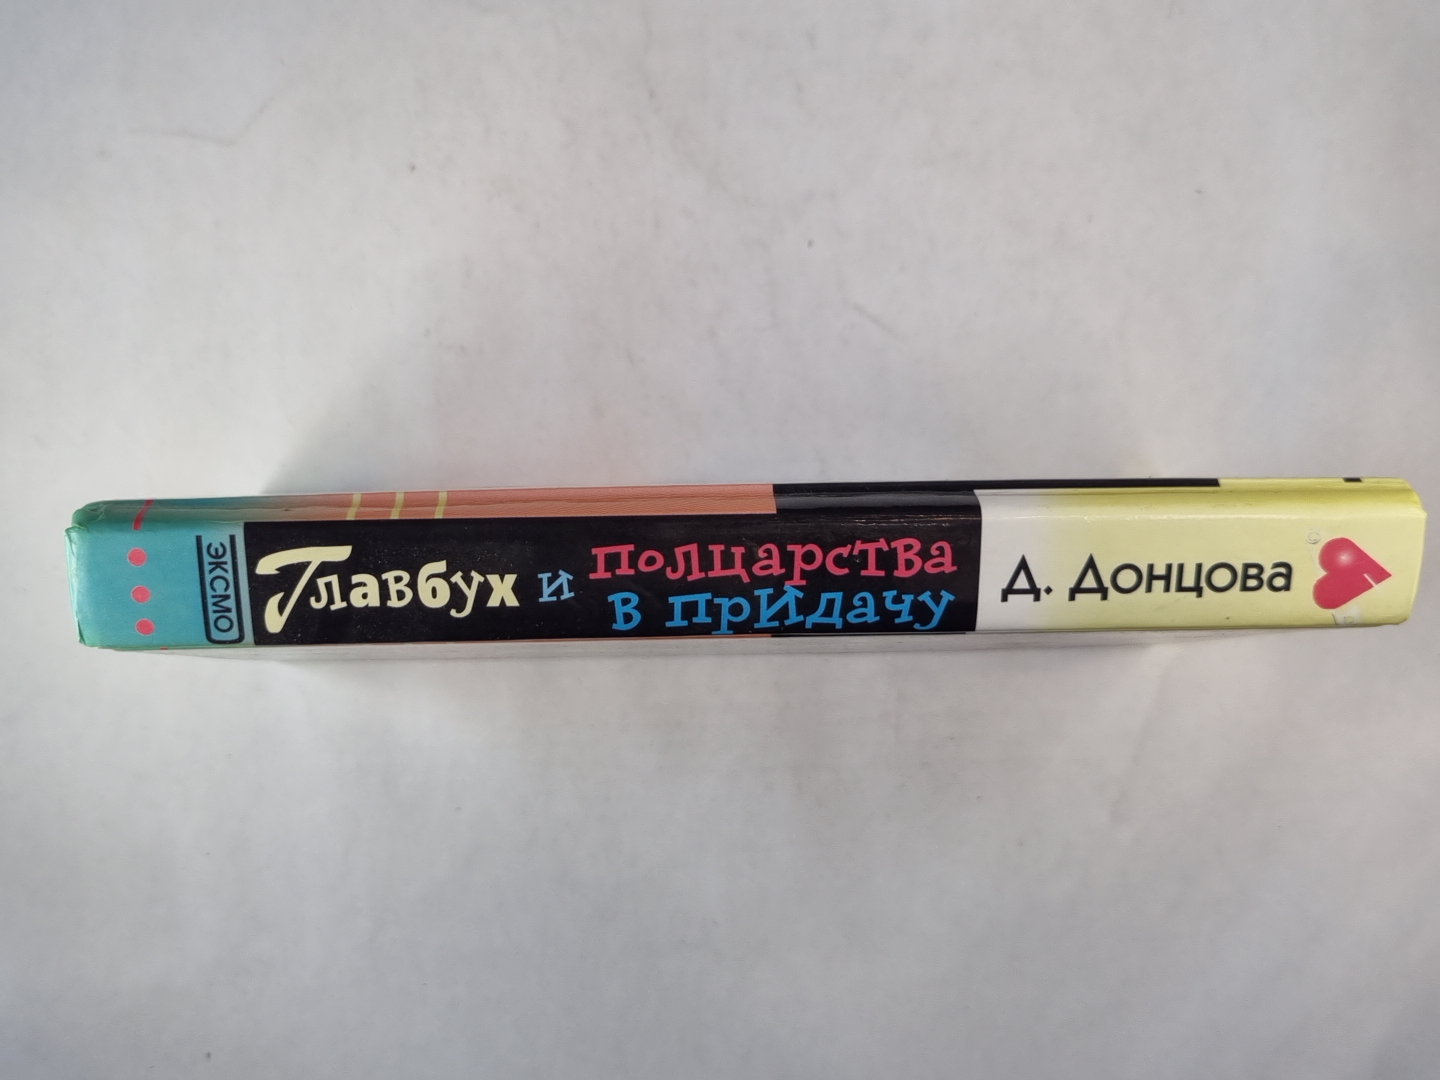 ЭКСМО
Главбух и полцарства
в придачу
Д. Донцова